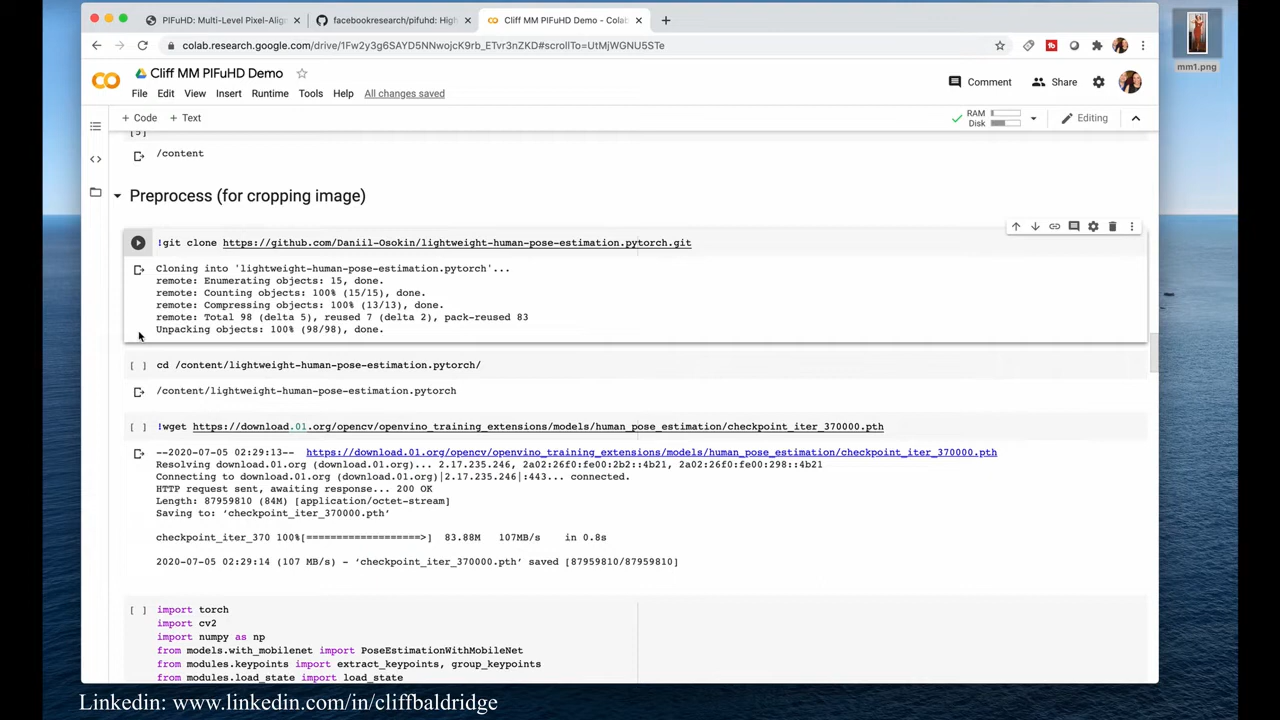 PIFuHD: Multi-Level Pixel-Alig
facebookresearch/pifuhd: High
Cliff MM PIFuHD Demo - Colab
colab.research.google.com/drive/1Fw2y3g6SAYD5NNwojcK9rb_ETvr3nZKD#scrollTo=UtMjWGNU5STe
mm1.png
Cliff MM PIFuHD Demo
Comment
Share
File Edit View Insert Runtime Tools Help All changes saved
+ Code + Text
RAM
Disk
Editing
[5]
/content
Preprocess (for cropping image)
!git clone https://github.com/Daniil-Osokin/lightweight-human-pose-estimation.pytorch.git
Cloning into 'lightweight-human-pose-estimation.pytorch'...
remote: Enumerating objects: 15, done.
remote: Counting objects: 100% (15/15), done.
remote: Compressing objects: 100% (13/13), done.
remote: Total 98 (delta 5), reused 7 (delta 2), pack-reused 83
Unpacking objects: 100% (98/98), done.
[ ] cd /content/lightweight-human-pose-estimation.pytorch/
/content/lightweight-human-pose-estimation.pytorch
[ ] !wget https://download.01.org/opencv/openvino_training_extensions/models/human_pose_estimation/checkpoint_iter_370000.pth
--2020-07-05 02:29:13-- https://download.01.org/opencv/openvino_training_extensions/models/human_pose_estimation/checkpoint_iter_370000.pth
Resolving download.01.org (download.01.org)... 2.17.235.246, 2a02:26f0:fe00:2b2::4b21, 2a02:26f0:fe00:298::4b21
Connecting to download.01.org (download.01.org)|2.17.235.246|:443... connected.
HTTP request sent, awaiting response... 200 OK
Length: 87959810 (84M) [application/octet-stream]
Saving to: ‘checkpoint_iter_370000.pth’
checkpoint_iter_370 100%[===================>] 83.88M 107MB/s in 0.8s
2020-07-05 02:29:14 (107 MB/s) - ‘checkpoint_iter_370000.pth’ saved [87959810/87959810]
[ ] import torch
import cv2
import numpy as np
from models.with_mobilenet import PoseEstimationWithMobileNet
from modules.keypoints import extract_keypoints, group_keypoints
from modules.load_state import load_state
Linkedin: www.linkedin.com/in/cliffbaldridge